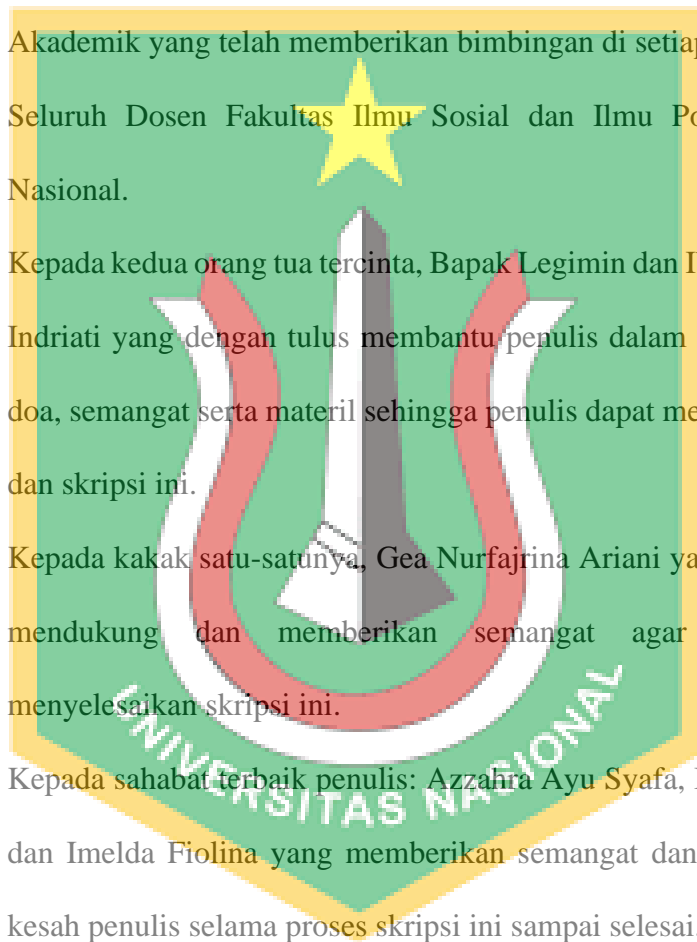 Akademik yang telah memberikan bimbingan di setiap
Seluruh Dosen Fakultas Ilmu Sosial dan Ilmu Po
Nasional.
Kepada kedua orang tua tercinta, Bapak Legimin dan I
Indriati yang dengan tulus membantu penulis dalam
doa, semangat serta materil sehingga penulis dapat me
dan skripsi ini.
Kepada kakak satu-satunya, Gea Nurfajrina Ariani ya
mendukung dan memberikan semangat agar
menyelesaikan skripsi ini.
Kepada sahabat terbaik penulis: Azzahra Ayu Syafa,
dan Imelda Fiolina yang memberikan semangat dan
kesah penulis selama proses skripsi ini sampai selesai.
UNIVERSITAS NASIONAL